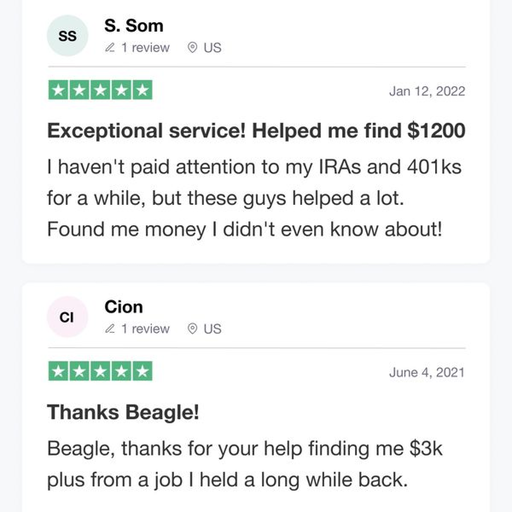 SS
S. Som
1 review US
Jan 12, 2022
Exceptional service! Helped me find $1200
I haven't paid attention to my IRAs and 401ks
for a while, but these guys helped a lot.
Found me money I didn't even know about!
CI
Cion
1 review US
June 4, 2021
Thanks Beagle!
Beagle, thanks for your help finding me $3k
plus from a job I held a long while back.